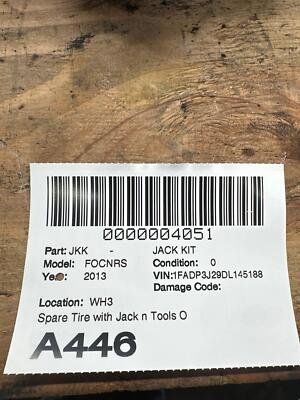 0000004051
Part: JKK - JACK KIT
Model: FOCNRS Condition: 0
Year: 2013 VIN:1FADP3J29DL145188
Damage Code:
Location: WH3
Spare Tire with Jack n Tools O
A446